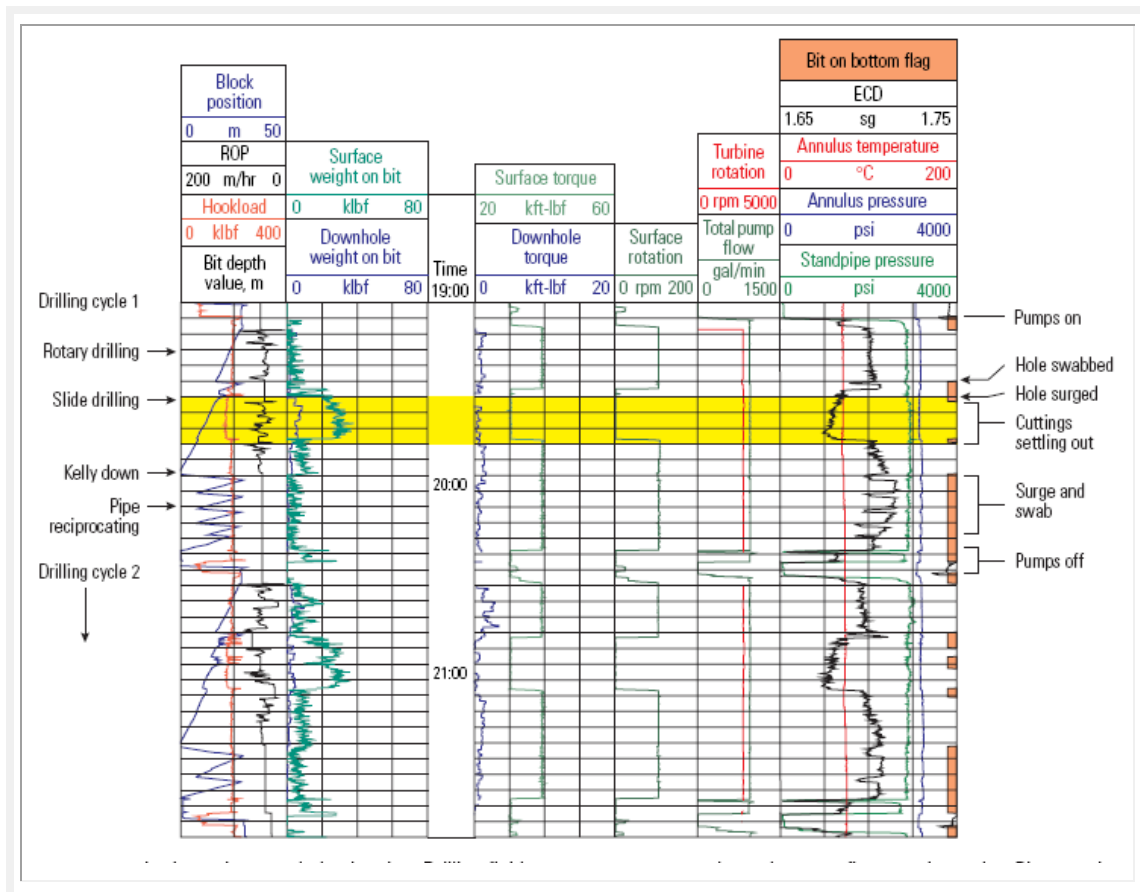 Bit on bottom flag
ECD
1.65 sg 1.75
Block
position
0 m 50
ROP
200 m/hr 0
Hookload
0 klbf 400
Bit depth
value, m
Surface
weight on bit
0 klbf 80
Downhole
weight on bit
0 klbf 80
Time
19:00
Surface torque
20 kft-lbf 60
Downhole
torque
0 kft-lbf 20
Surface
rotation
0 rpm 200
Turbine
rotation
0 rpm 5000
Total pump
flow
gal/min
0 1500
Annulus temperature
0 °C 200
Annulus pressure
0 psi 4000
Standpipe pressure
0 psi 4000
Drilling cycle 1
Rotary drilling
Slide drilling
Kelly down
Pipe
reciprocating
Drilling cycle 2
20:00
21:00
Pumps on
Hole swabbed
Hole surged
Cuttings
settling out
Surge and
swab
Pumps off